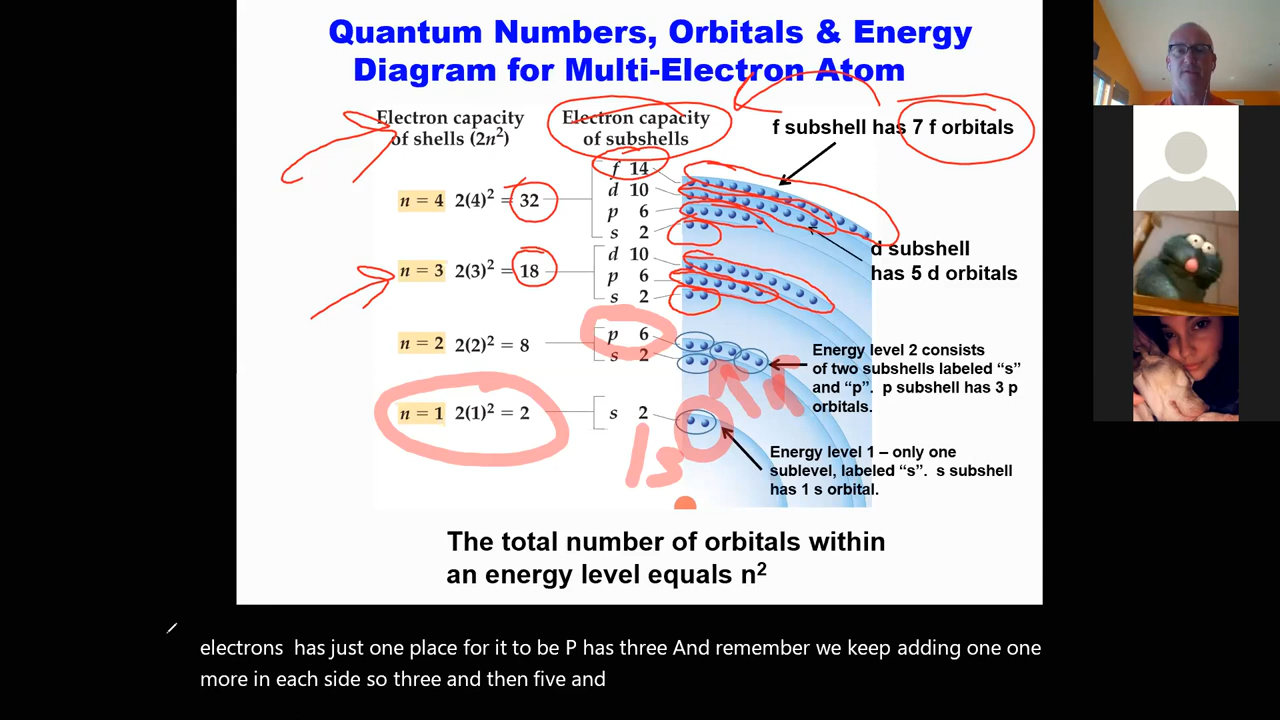 Quantum Numbers, Orbitals & Energy
Diagram for Multi-Electron Atom
Electron capacity
of shells (2n²)
Electron capacity
of subshells
f subshell has 7 f orbitals
n = 4 2(4)² = 32
f 14
d 10
p 6
s 2
d subshell
has 5 d orbitals
n = 3 2(3)² = 18
d 10
p 6
s 2
n = 2 2(2)² = 8
p 6
s 2
Energy level 2 consists
of two subshells labeled “s”
and “p”. p subshell has 3 p
orbitals.
n = 1 2(1)² = 2
s 2
1s
Energy level 1 – only one
sublevel, labeled “s”. s subshell
has 1 s orbital.
The total number of orbitals within
an energy level equals n²
electrons has just one place for it to be P has three And remember we keep adding one one
more in each side so three and then five and